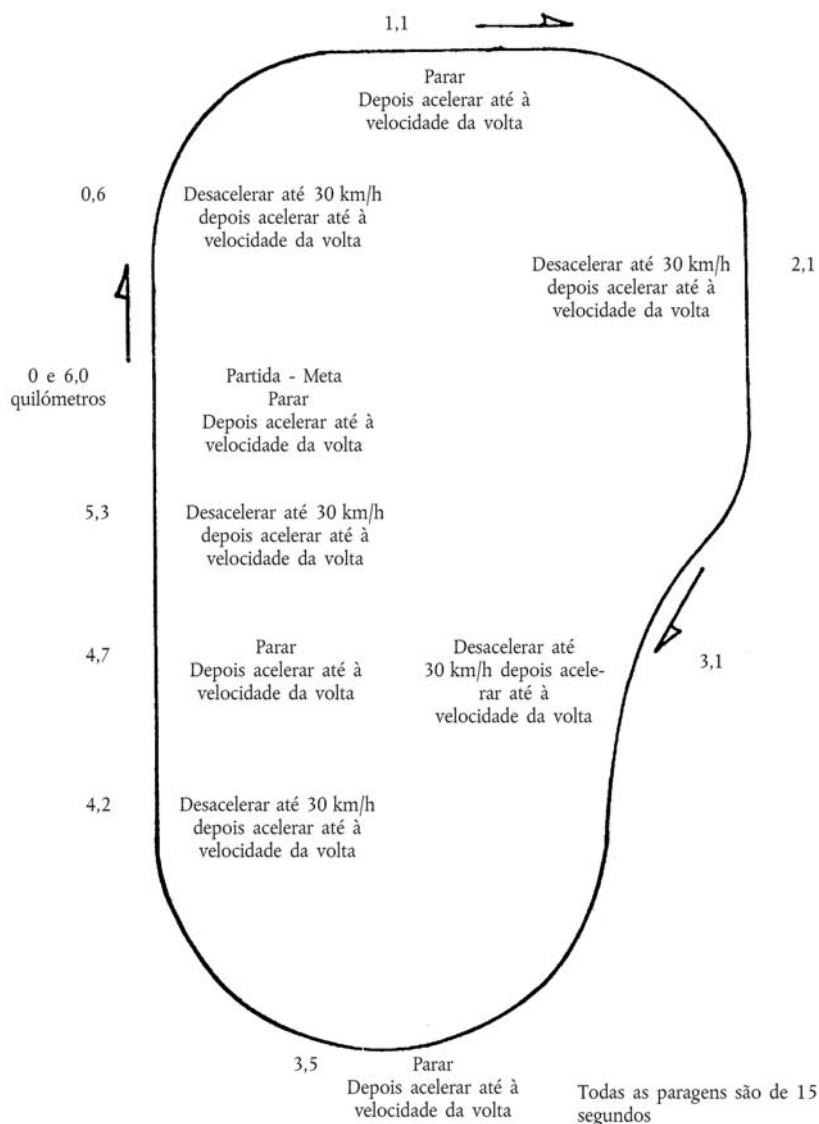 1,1
Parar
Depois acelerar até à
velocidade da volta
0,6
Desacelerar até 30 km/h
depois acelerar até à
velocidade da volta
Desacelerar até 30 km/h
depois acelerar até à
velocidade da volta
2,1
0 e 6,0
quilómetros
Partida - Meta
Parar
Depois acelerar até à
velocidade da volta
5,3
Desacelerar até 30 km/h
depois acelerar até à
velocidade da volta
4,7
Parar
Depois acelerar até à
velocidade da volta
Desacelerar até
30 km/h depois acele-
rar até à
velocidade da volta
3,1
4,2
Desacelerar até 30 km/h
depois acelerar até à
velocidade da volta
3,5
Parar
Depois acelerar até à
velocidade da volta
Todas as paragens são de 15
segundos